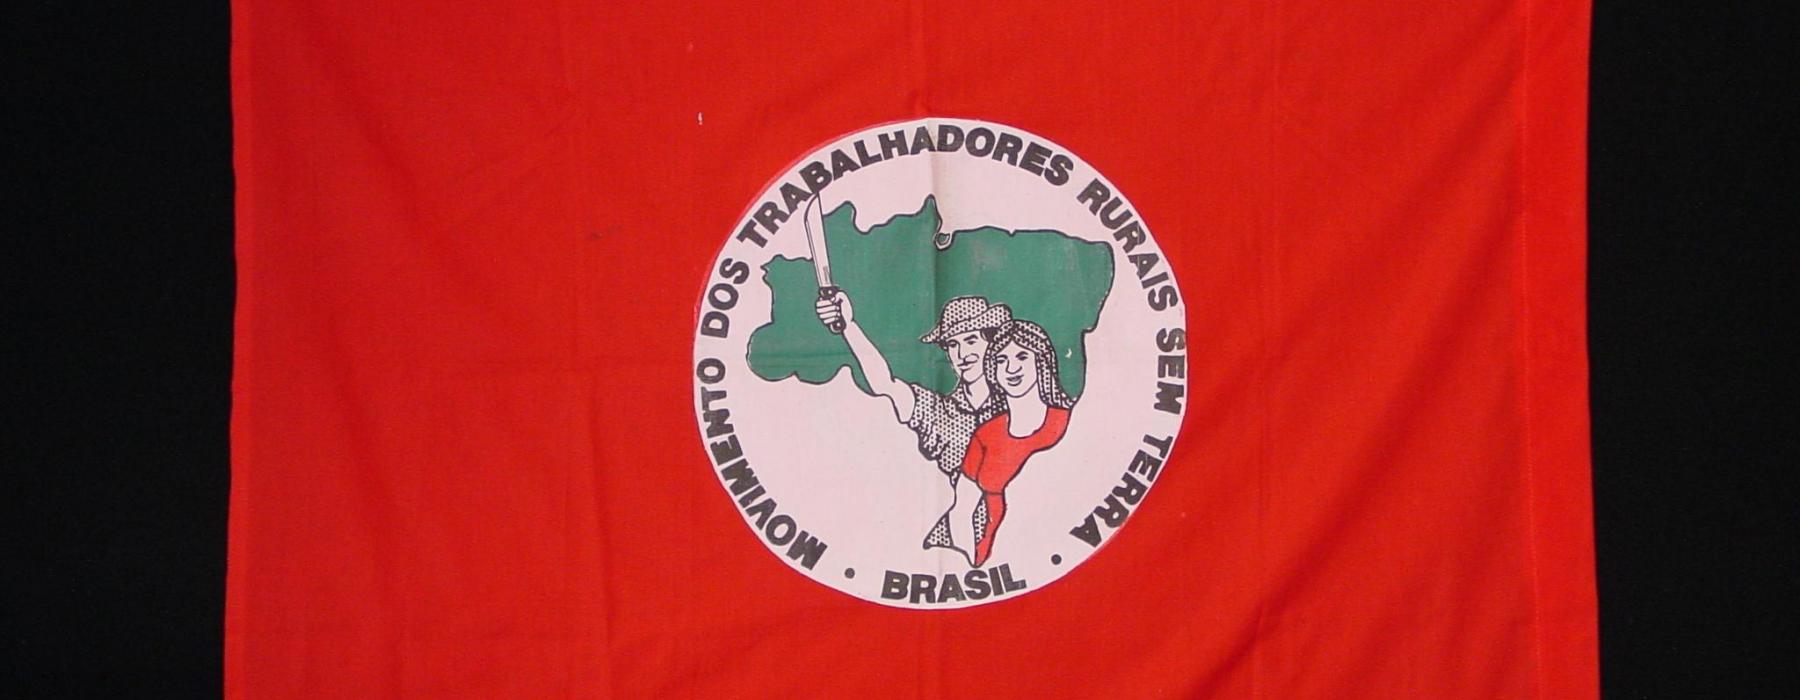 MOVIMENTO DOS TRABALHADORES RURAIS SEM TERRA
• BRASIL •